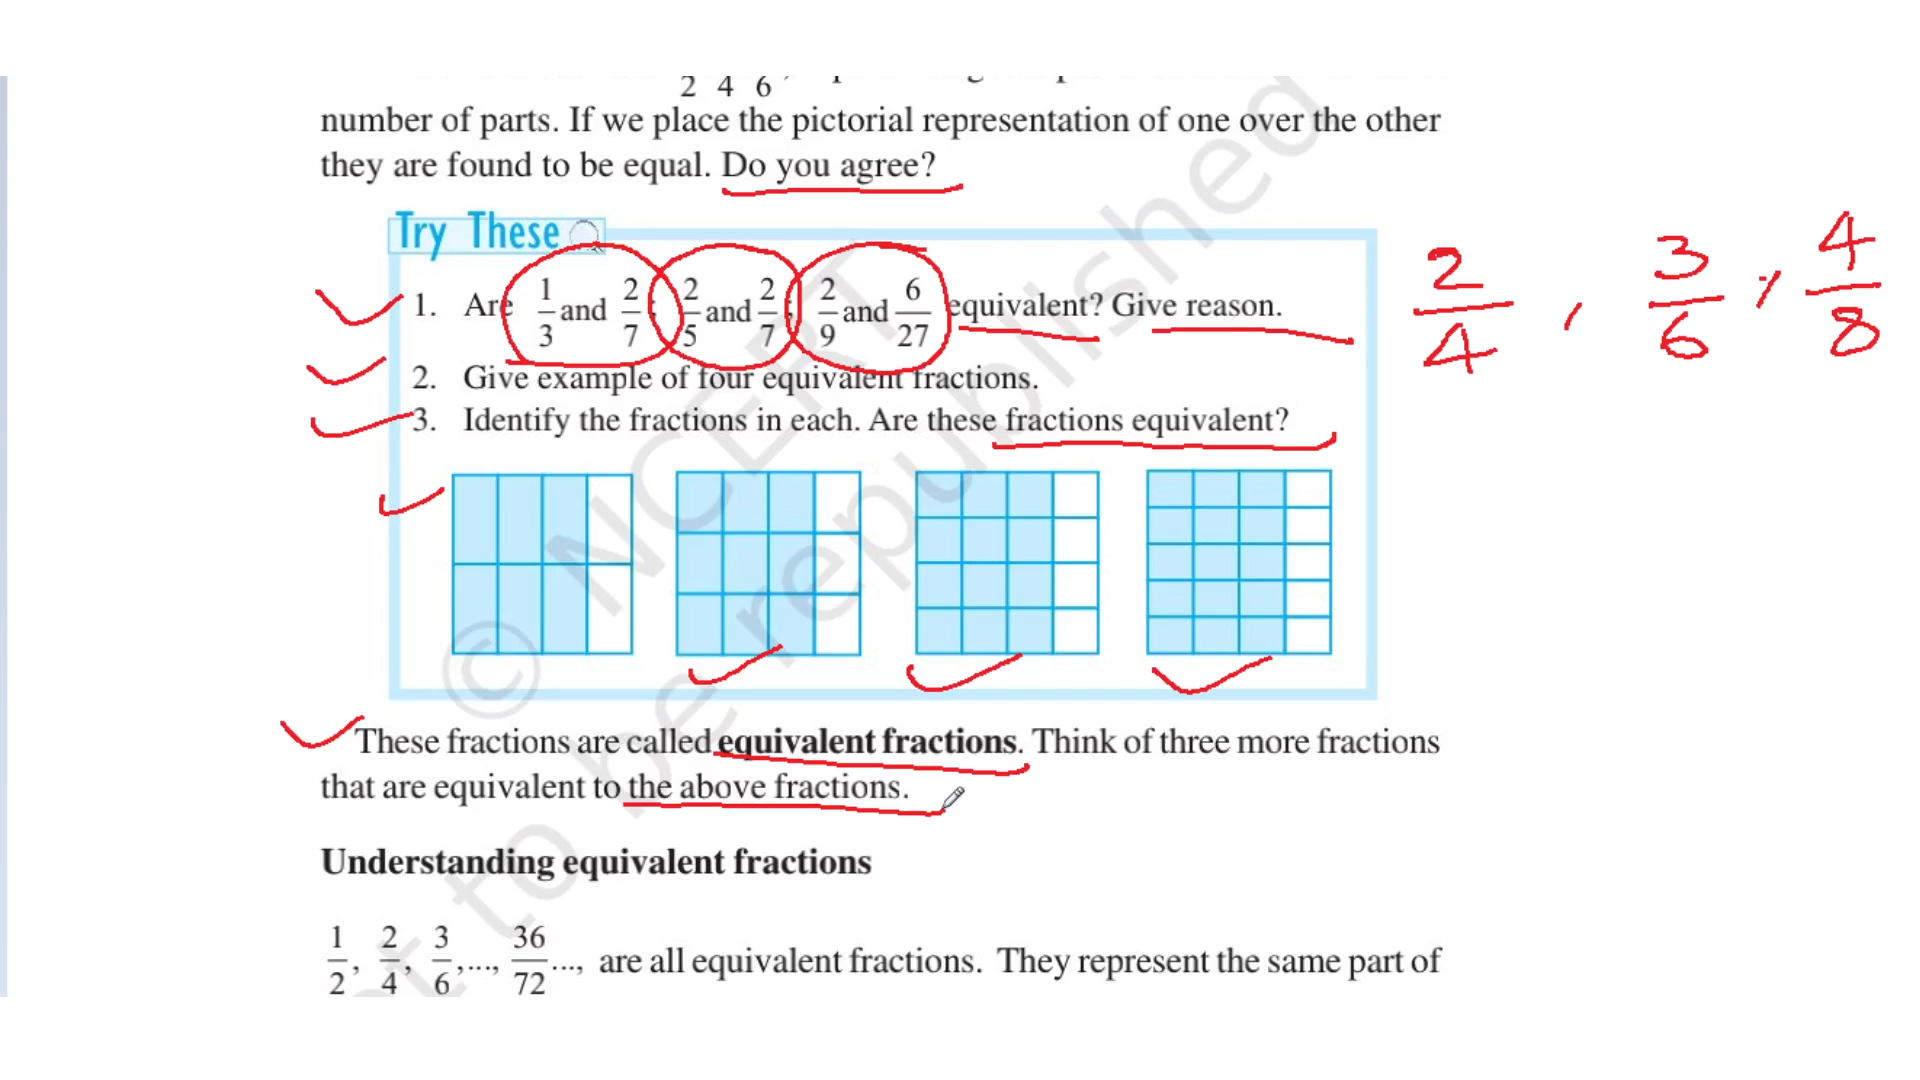 2 4 6
number of parts. If we place the pictorial representation of one over the other
they are found to be equal. Do you agree?
Try These
1. Are 1/3 and 2/7; 2/5 and 2/7; 2/9 and 6/27 equivalent? Give reason.
2/4, 3/6, 4/8
2. Give example of four equivalent fractions.
3. Identify the fractions in each. Are these fractions equivalent?
These fractions are called equivalent fractions. Think of three more fractions
that are equivalent to the above fractions.
Understanding equivalent fractions
1/2, 2/4, 3/6,..., 36/72..., are all equivalent fractions. They represent the same part of
© NCERT
not to be republished